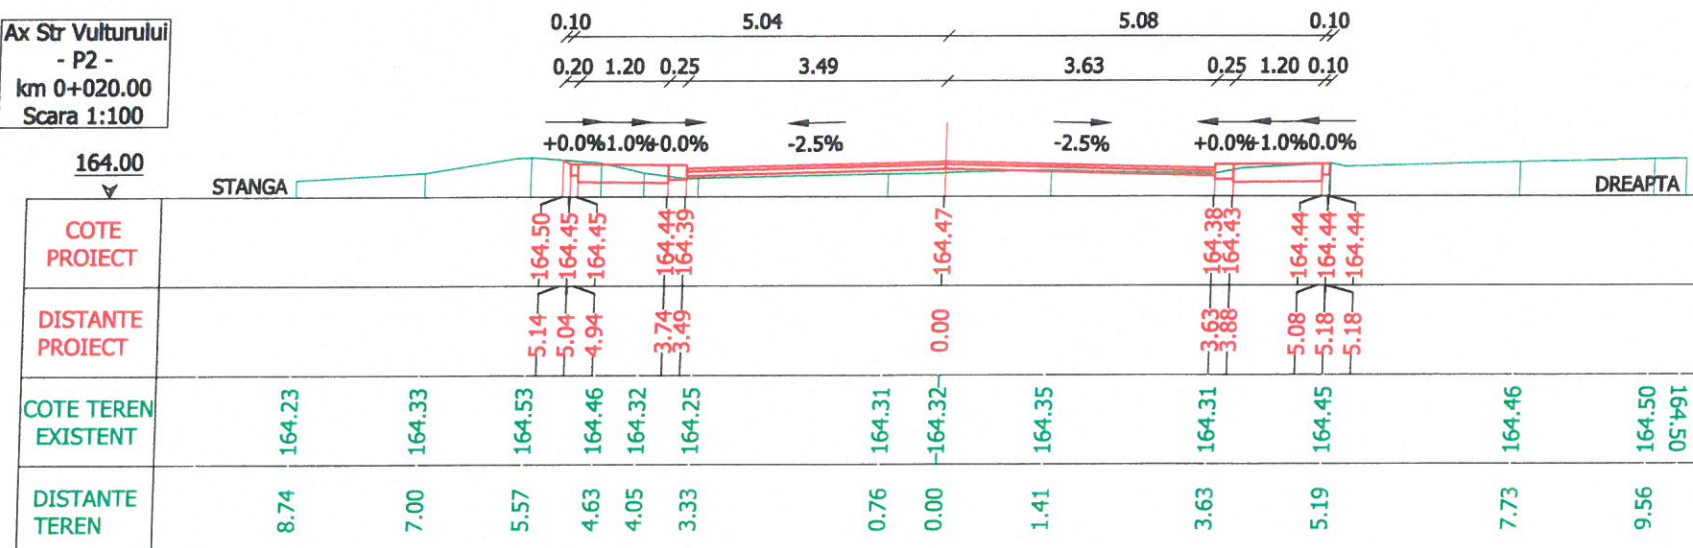 Ax Str Vulturului
- P2 -
km 0+020.00
Scara 1:100
0.10 5.04 5.08 0.10
0.20 1.20 0.25 3.49 3.63 0.25 1.20 0.10
+0.0% 1.0% +0.0% -2.5% -2.5% +0.0% +1.0% 0.0%
164.00
STANGA DREAPTA
COTE
PROIECT
164.50 164.45 164.45 164.44 164.39 164.47 164.38 164.43 164.44 164.44 164.44
DISTANTE
PROIECT
5.14 5.04 4.94 3.74 3.49 0.00 3.63 3.88 5.08 5.18 5.18
COTE TEREN
EXISTENT
164.23 164.33 164.53 164.46 164.32 164.25 164.31 164.32 164.35 164.31 164.45 164.46 164.50 164.50
DISTANTE
TEREN
8.74 7.00 5.57 4.63 4.05 3.33 0.76 0.00 1.41 3.63 5.19 7.73 9.56